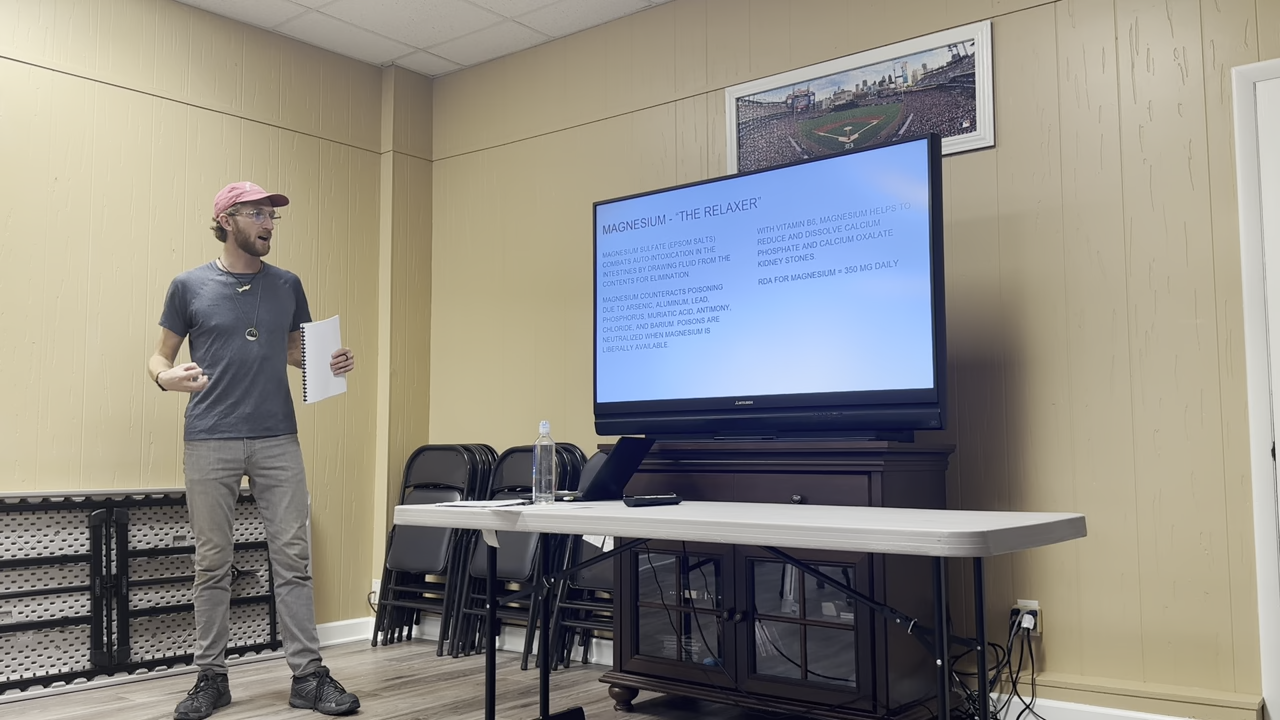 MAGNESIUM - "THE RELAXER"
MAGNESIUM SULFATE (EPSOM SALTS)
COMBATS AUTO-INTOXICATION IN THE
INTESTINES BY DRAWING FLUID FROM THE
CONTENTS FOR ELIMINATION.
MAGNESIUM COUNTERACTS POISONING
DUE TO ARSENIC, ALUMINUM, LEAD,
PHOSPHORUS, MURIATIC ACID, ANTIMONY,
CHLORIDE, AND BARIUM. POISONS ARE
NEUTRALIZED WHEN MAGNESIUM IS
LIBERALLY AVAILABLE.
WITH VITAMIN B6, MAGNESIUM HELPS TO
REDUCE AND DISSOLVE CALCIUM
PHOSPHATE AND CALCIUM OXALATE
KIDNEY STONES.
RDA FOR MAGNESIUM = 350 MG DAILY
MITSUBISHI